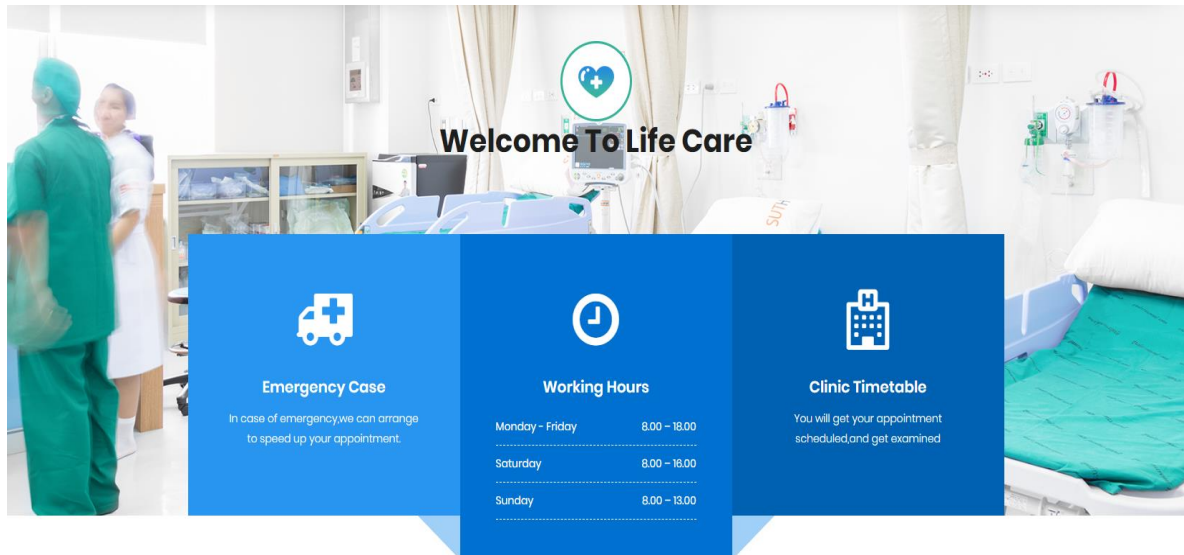 Welcome To Life Care
SUTH
H
Emergency Case
In case of emergency,we can arrange
to speed up your appointment.
Working Hours
Monday - Friday 8.00 – 18.00
Saturday 8.00 – 16.00
Sunday 8.00 – 13.00
Clinic Timetable
You will get your appointment
scheduled,and get examined